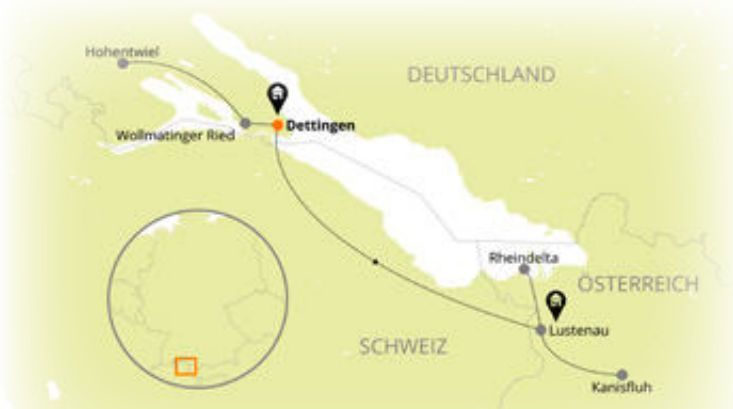 Hohentwiel
DEUTSCHLAND
Dettingen
Wollmatinger Ried
Rheindelta
ÖSTERREICH
Lustenau
SCHWEIZ
Kanisfluh